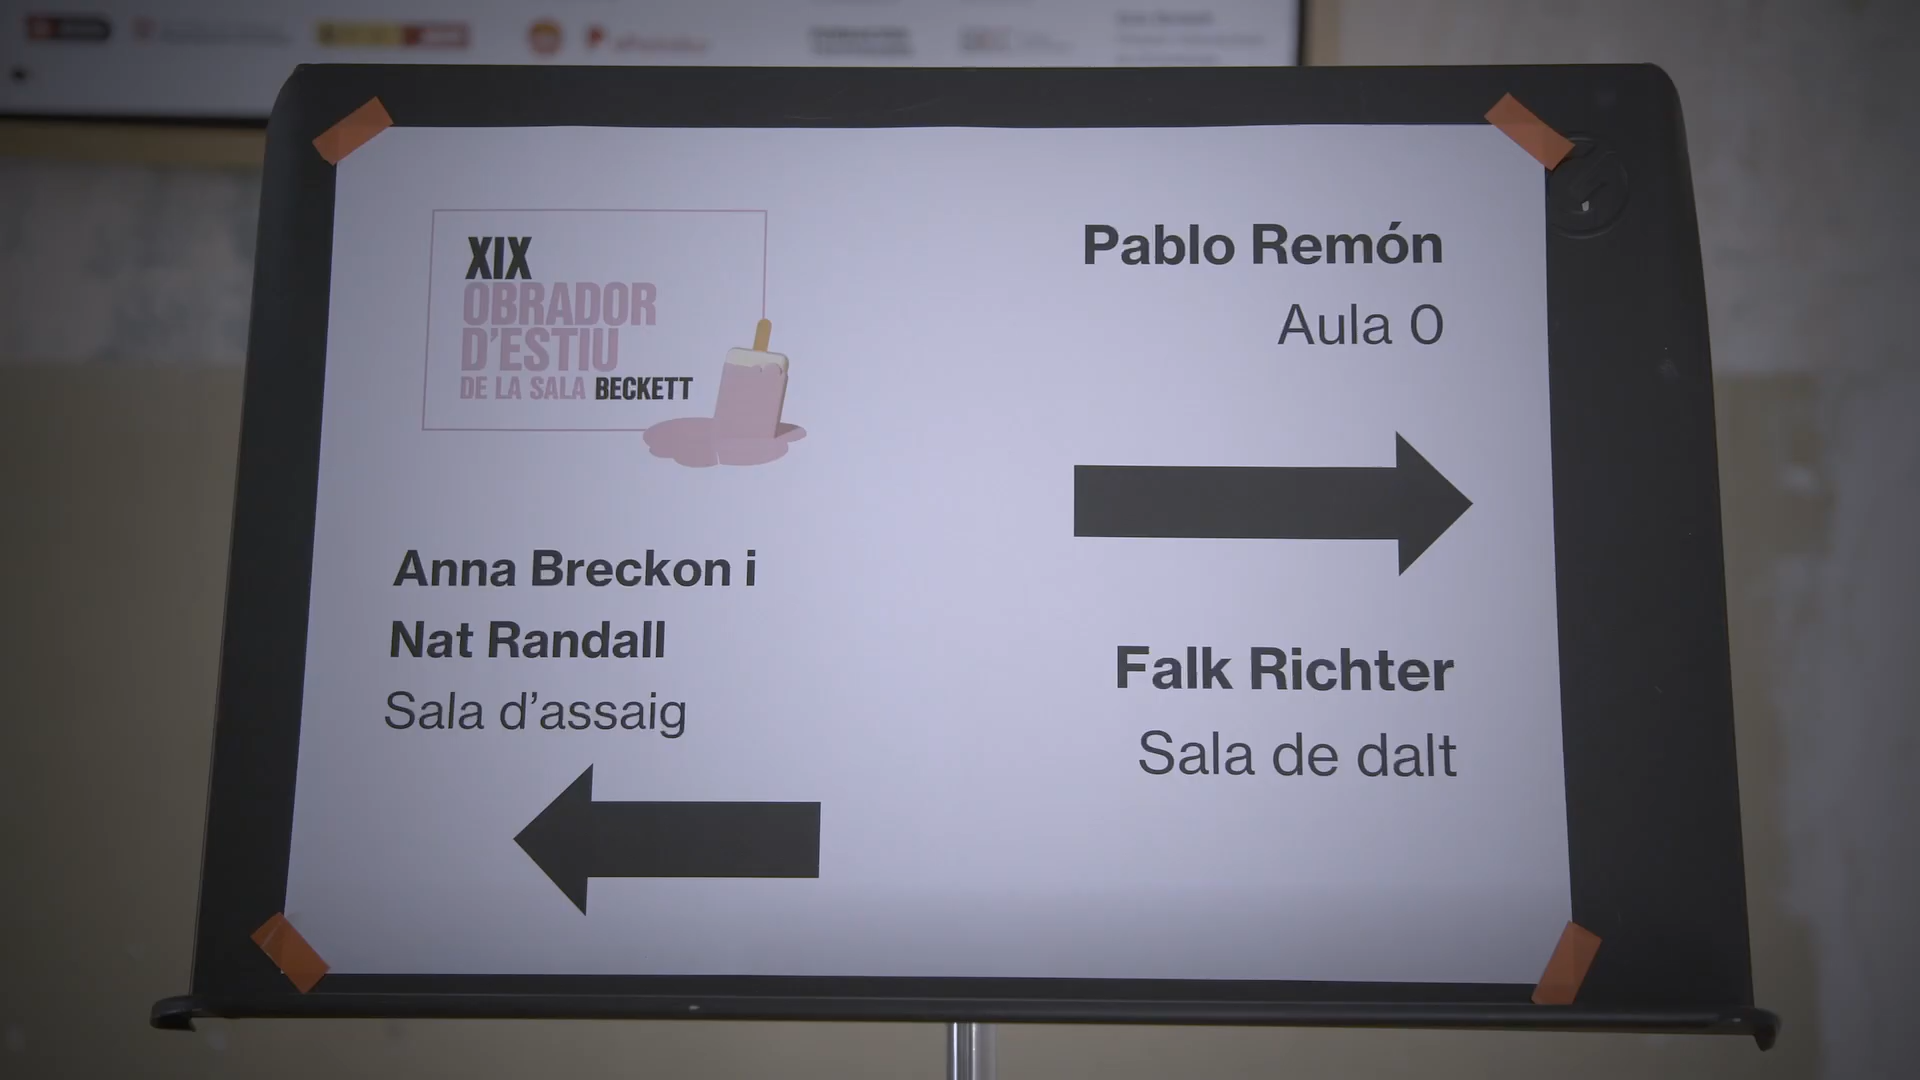 XIX
OBRADOR
D'ESTIU
DE LA SALA BECKETT
Anna Breckon i
Nat Randall
Sala d’assaig
Pablo Remón
Aula 0
Falk Richter
Sala de dalt